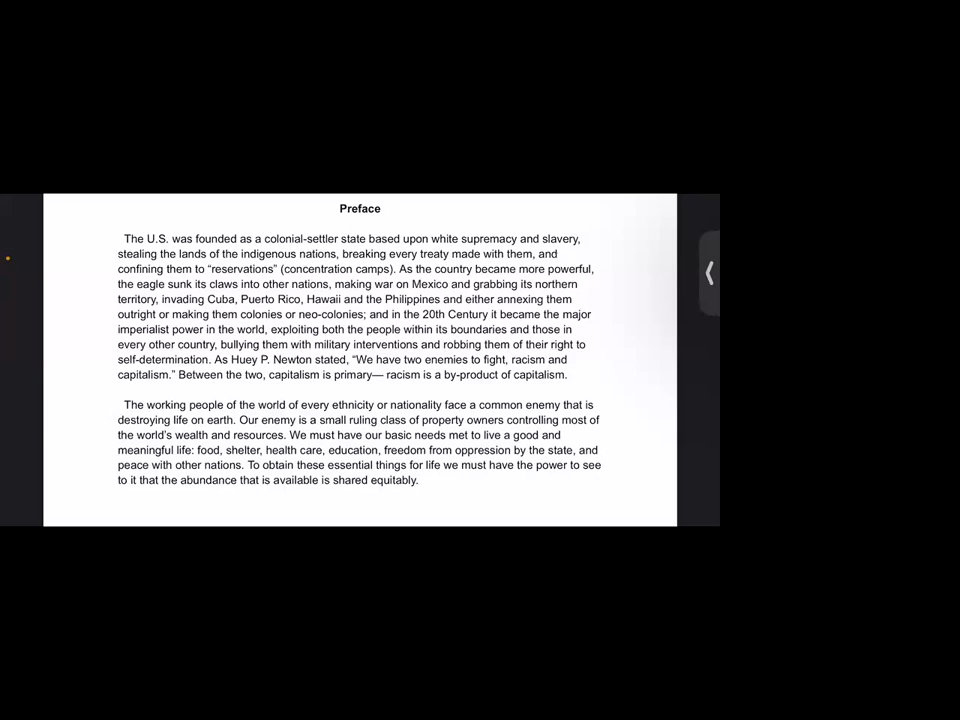 Preface
The U.S. was founded as a colonial-settler state based upon white supremacy and slavery,
stealing the lands of the indigenous nations, breaking every treaty made with them, and
confining them to “reservations” (concentration camps). As the country became more powerful,
the eagle sunk its claws into other nations, making war on Mexico and grabbing its northern
territory, invading Cuba, Puerto Rico, Hawaii and the Philippines and either annexing them
outright or making them colonies or neo-colonies; and in the 20th Century it became the major
imperialist power in the world, exploiting both the people within its boundaries and those in
every other country, bullying them with military interventions and robbing them of their right to
self-determination. As Huey P. Newton stated, “We have two enemies to fight, racism and
capitalism.” Between the two, capitalism is primary— racism is a by-product of capitalism.
The working people of the world of every ethnicity or nationality face a common enemy that is
destroying life on earth. Our enemy is a small ruling class of property owners controlling most of
the world’s wealth and resources. We must have our basic needs met to live a good and
meaningful life: food, shelter, health care, education, freedom from oppression by the state, and
peace with other nations. To obtain these essential things for life we must have the power to see
to it that the abundance that is available is shared equitably.